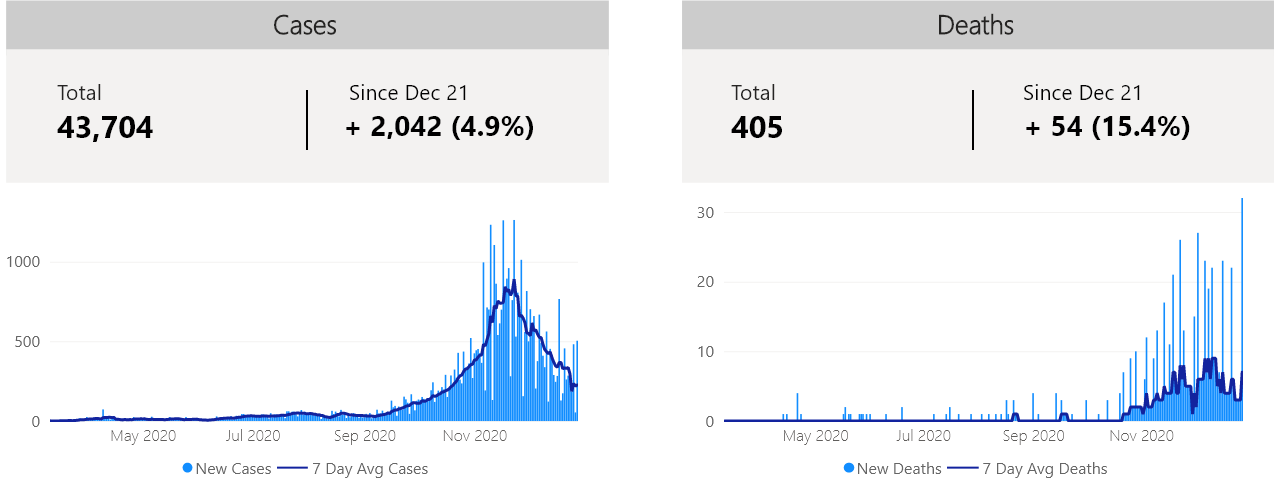 Cases
Total
43,704
Since Dec 21
+ 2,042 (4.9%)
1000
500
0
May 2020 Jul 2020 Sep 2020 Nov 2020
New Cases 7 Day Avg Cases
Deaths
Total
405
Since Dec 21
+ 54 (15.4%)
30
20
10
0
May 2020 Jul 2020 Sep 2020 Nov 2020
New Deaths 7 Day Avg Deaths